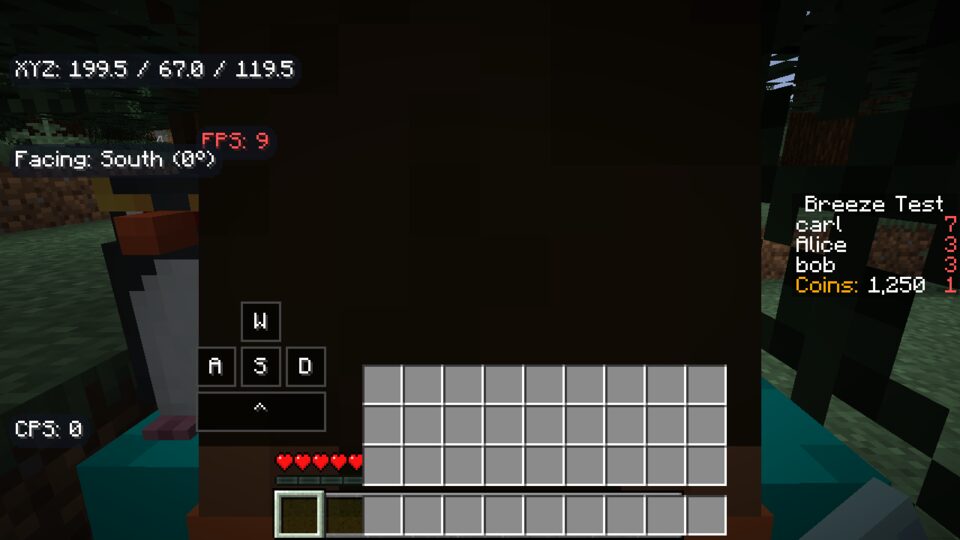 XYZ: 199.5 / 67.0 / 119.5
FPS: 9
Facing: South (0°)
Breeze Test
carl 7
Alice 3
bob 3
Coins: 1,250 1
W
A S D
^
CPS: 0